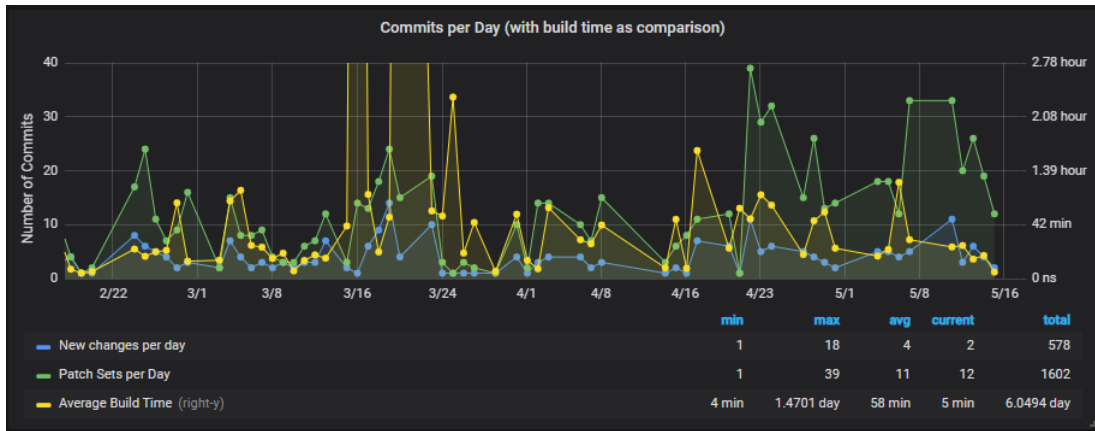 Commits per Day (with build time as comparison)
Number of Commits
40
30
20
10
0
2.78 hour
2.08 hour
1.39 hour
42 min
0 ns
2/22 3/1 3/8 3/16 3/24 4/1 4/8 4/16 4/23 5/1 5/8 5/16
min max avg current total
New changes per day 1 18 4 2 578
Patch Sets per Day 1 39 11 12 1602
Average Build Time (right-y) 4 min 1.4701 day 58 min 5 min 6.0494 day